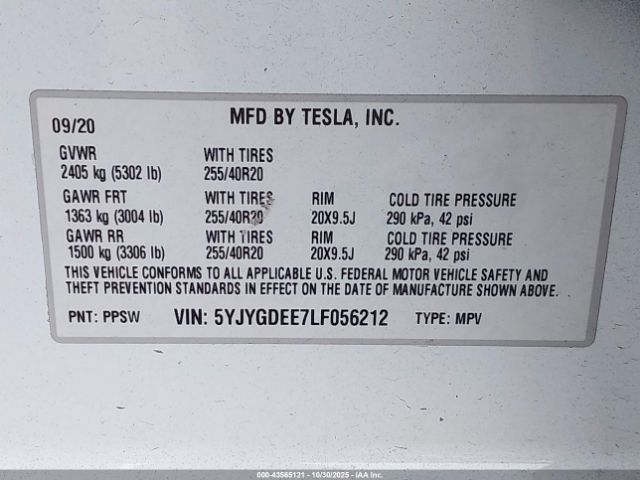 09/20 MFD BY TESLA, INC.
GVWR WITH TIRES
2405 kg (5302 lb) 255/40R20
GAWR FRT WITH TIRES RIM COLD TIRE PRESSURE
1363 kg (3004 lb) 255/40R20 20X9.5J 290 kPa, 42 psi
GAWR RR WITH TIRES RIM COLD TIRE PRESSURE
1500 kg (3306 lb) 255/40R20 20X9.5J 290 kPa, 42 psi
THIS VEHICLE CONFORMS TO ALL APPLICABLE U.S. FEDERAL MOTOR VEHICLE SAFETY AND
THEFT PREVENTION STANDARDS IN EFFECT ON THE DATE OF MANUFACTURE SHOWN ABOVE.
PNT: PPSW VIN: 5YJYGDEE7LF056212 TYPE: MPV
000-43565121 - 10/30/2025 - IAAI.COM